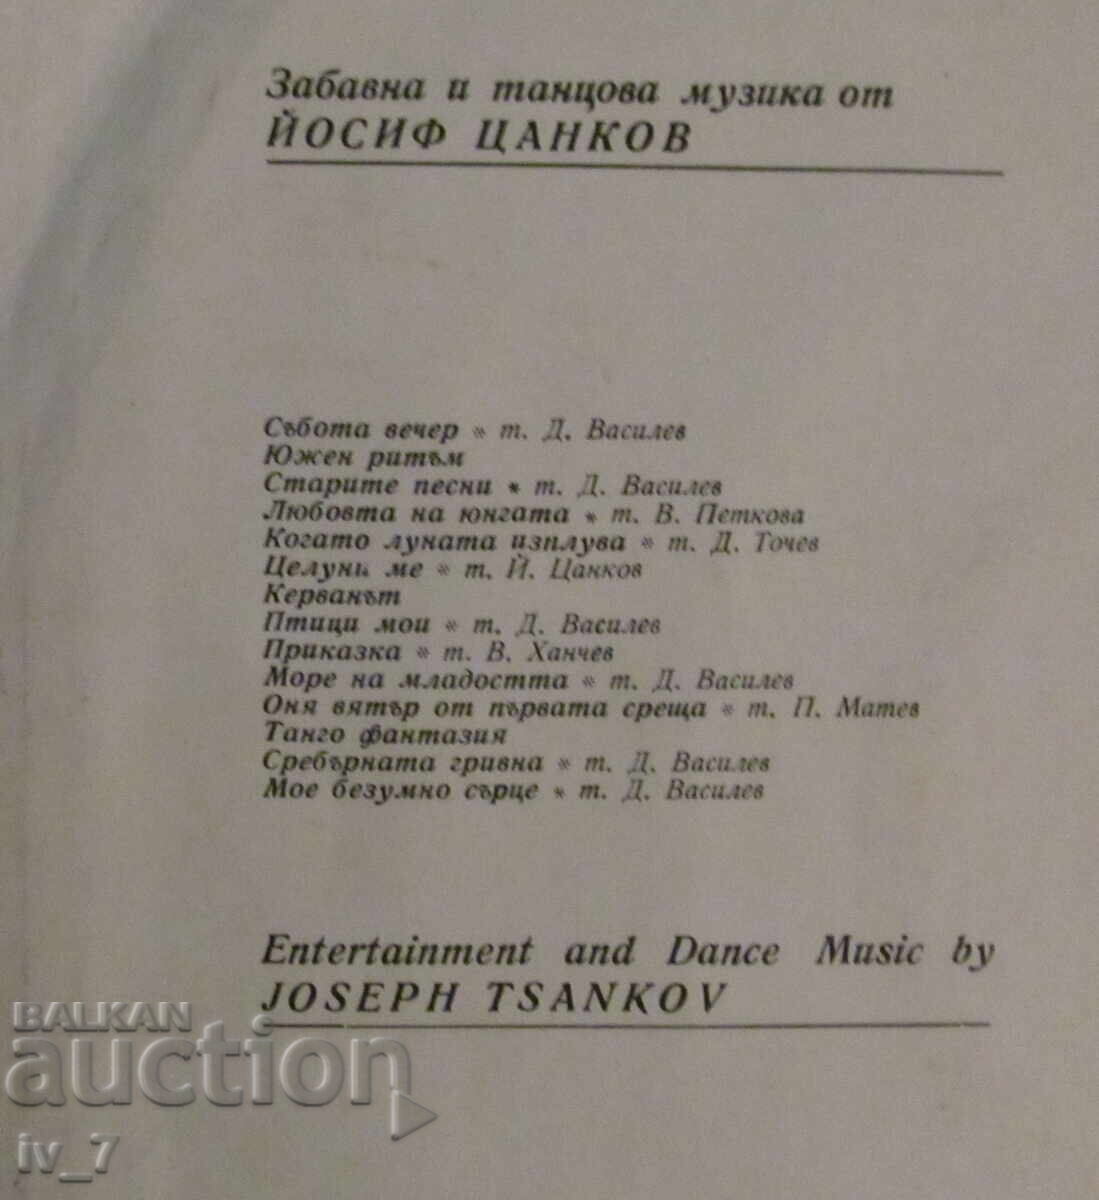 Забавна и танцова музика от
ЙОСИФ ЦАНКОВ
Събота вечер * т. Д. Василев
Южен ритъм
Старите песни * т. Д. Василев
Любовта на юнгата * т. В. Петкова
Когато луната изплува * т. Д. Точев
Целуни ме * т. Й. Цанков
Керванът
Птици мои * т. Д. Василев
Приказка * т. В. Ханчев
Море на младостта * т. Д. Василев
Оня вятър от първата среща * т. П. Матев
Танго фантазия
Сребърната гривна * т. Д. Василев
Мое безумно сърце * т. Д. Василев
Entertainment and Dance Music by
JOSEPH TSANKOV
BALKAN
auction
iv_7